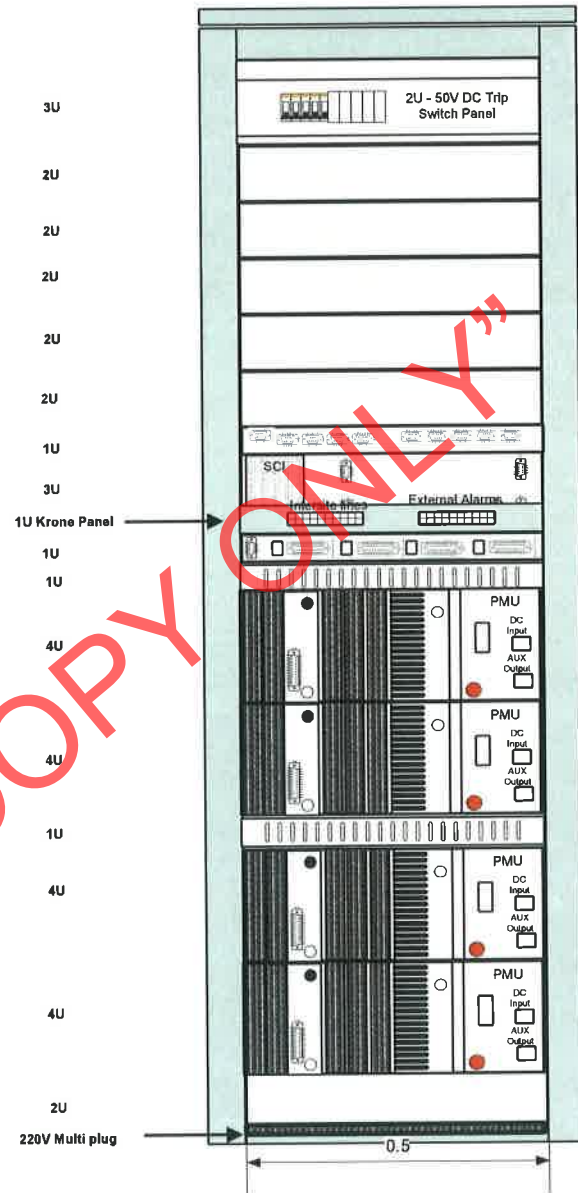 3U
2U - 50V DC Trip
Switch Panel
2U
2U
2U
2U
2U
1U
SCI
3U
Intersite lines
External Alarms
1U Krone Panel
1U
1U
PMU
DC
Input
AUX
Output
4U
PMU
DC
Input
AUX
Output
4U
1U
PMU
DC
Input
AUX
Output
4U
PMU
DC
Input
AUX
Output
4U
2U
220V Multi plug
0.5
COPY ONLY”